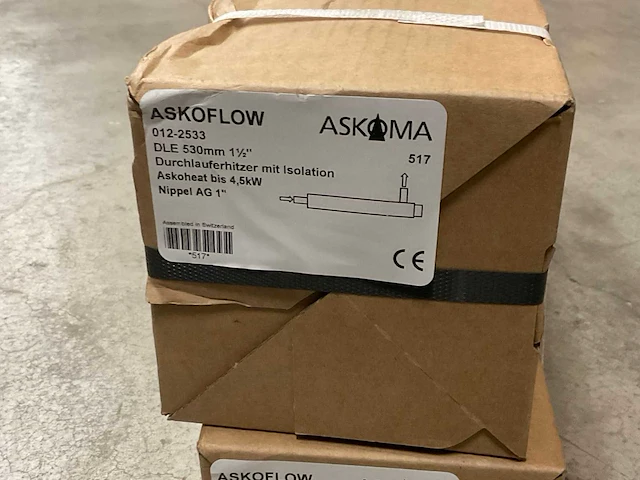 ASKOFLOW
ASKOMA
012-2533
517
DLE 530mm 1½"
Durchlauferhitzer mit Isolation
Askoheat bis 4,5kW
Nippel AG 1"
Assembled in Switzerland
"517"
CE
ASKOFLOW